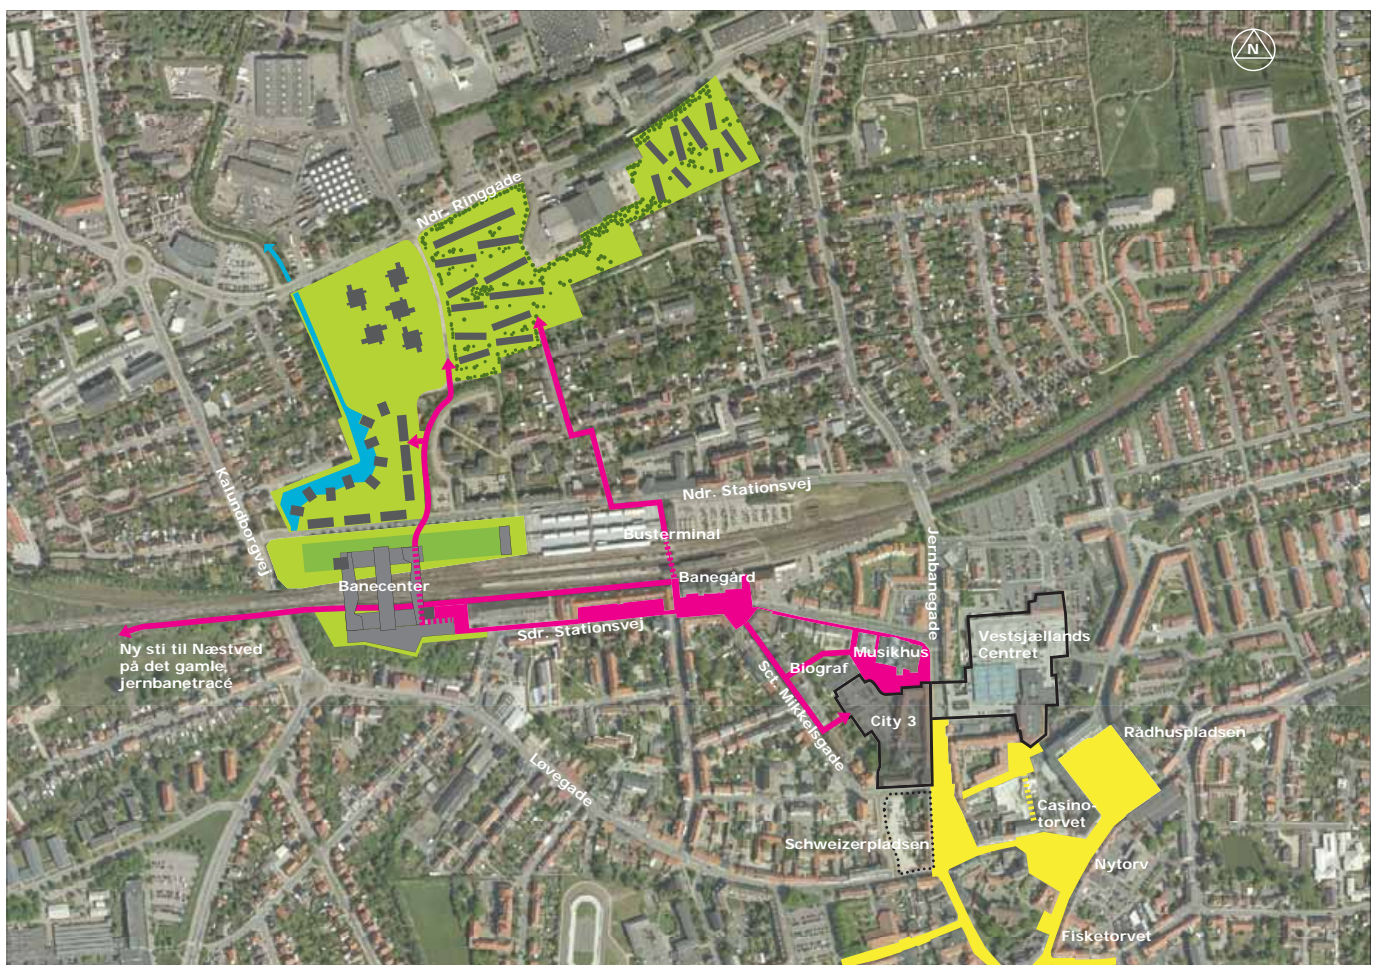 N
Ndr. Ringgade
Kalundborgvej
Ndr. Stationsvej
Busterminal
Jernbanegade
Banegård
Banecenter
Sdr. Stationsvej
Ny sti til Næstved
på det gamle
jernbanetracé
Vestsjællands
Centret
Musikhus
Biograf
Sct. Mikkelsgade
City 3
Rådhuspladsen
Løvegade
Casino-
torvet
Schweizerpladsen
Nytorv
Fisketorvet